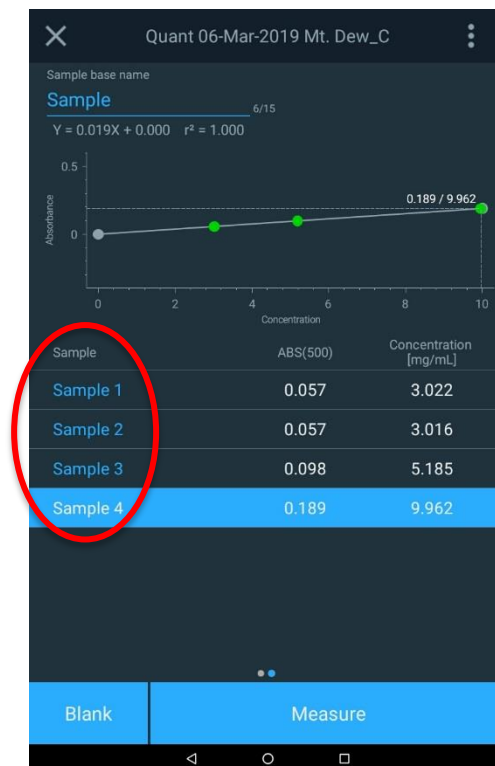 Quant 06-Mar-2019 Mt. Dew_C
Sample base name
Sample
6/15
Y = 0.019X + 0.000 r² = 1.000
0.5
0.189 / 9.962
Absorbance
0
0 2 4 6 8 10
Concentration
Sample ABS(500) Concentration [mg/mL]
Sample 1 0.057 3.022
Sample 2 0.057 3.016
Sample 3 0.098 5.185
Sample 4 0.189 9.962
Blank Measure